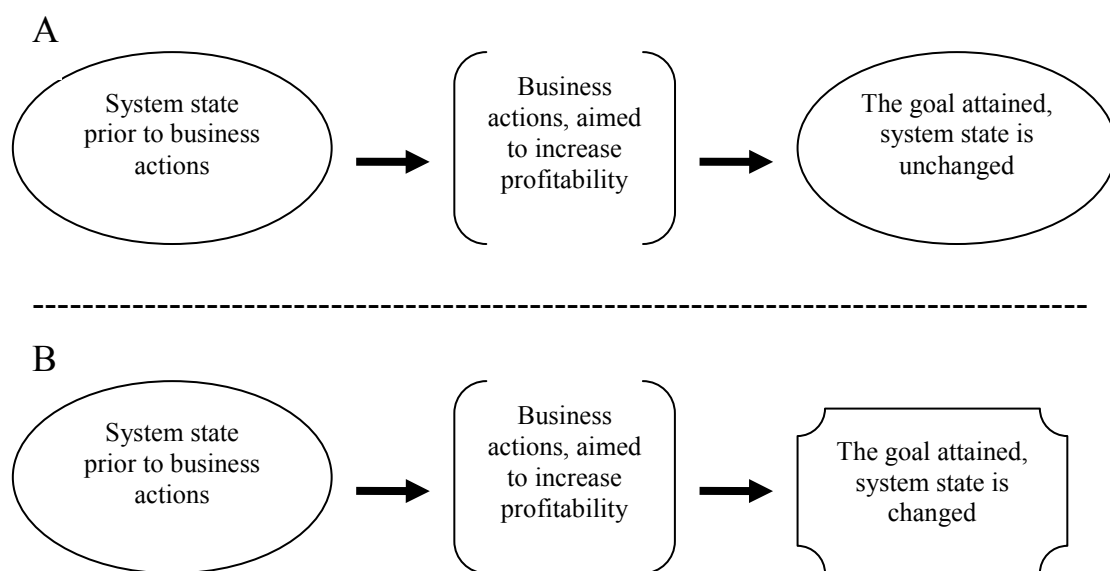 A
System state
prior to business
actions
Business
actions, aimed
to increase
profitability
The goal attained,
system state is
unchanged
B
System state
prior to business
actions
Business
actions, aimed
to increase
profitability
The goal attained,
system state is
changed